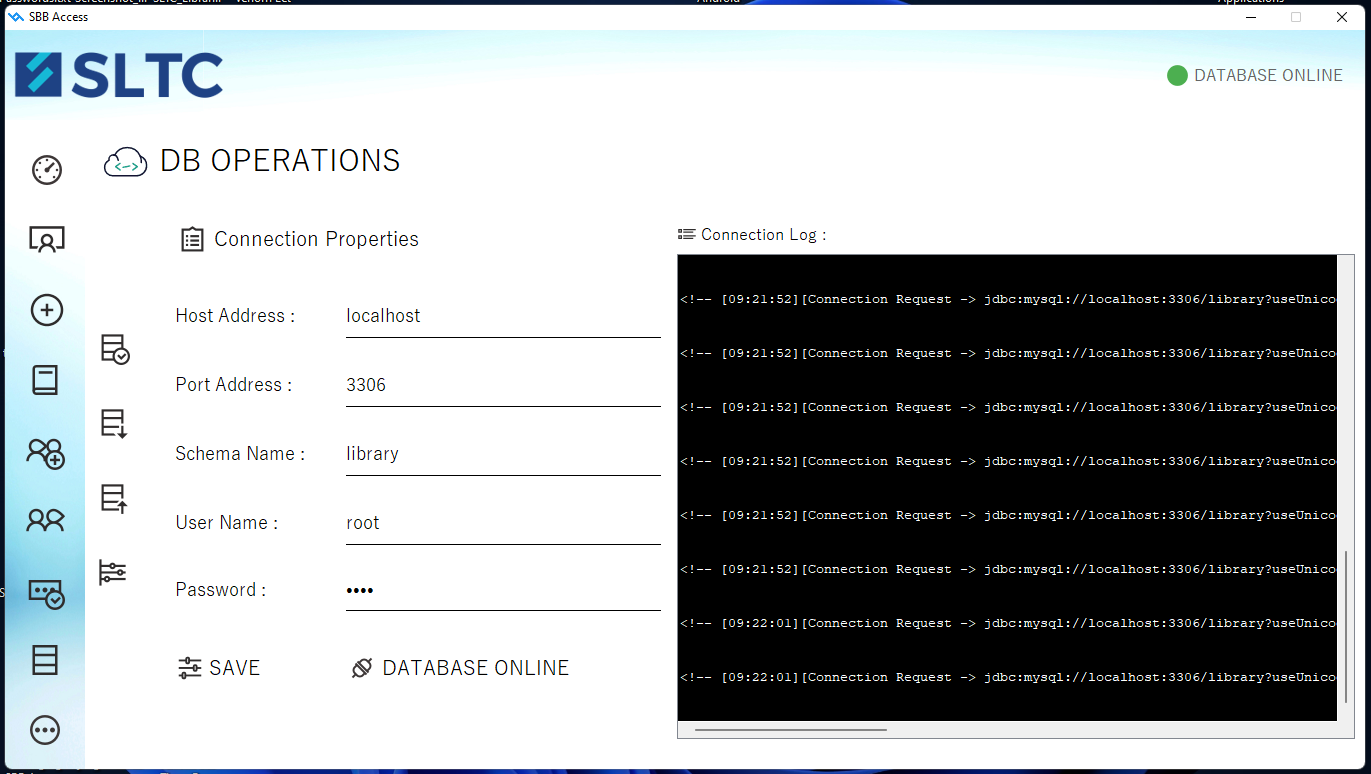 SBB Access
SLTC
DATABASE ONLINE
DB OPERATIONS
Connection Properties
Host Address :
localhost
Port Address :
3306
Schema Name :
library
User Name :
root
Password :
••••
SAVE
DATABASE ONLINE
Connection Log :
<!-- [09:21:52][Connection Request -> jdbc:mysql://localhost:3306/library?useUnico
<!-- [09:21:52][Connection Request -> jdbc:mysql://localhost:3306/library?useUnico
<!-- [09:21:52][Connection Request -> jdbc:mysql://localhost:3306/library?useUnico
<!-- [09:21:52][Connection Request -> jdbc:mysql://localhost:3306/library?useUnico
<!-- [09:21:52][Connection Request -> jdbc:mysql://localhost:3306/library?useUnico
<!-- [09:21:52][Connection Request -> jdbc:mysql://localhost:3306/library?useUnico
<!-- [09:22:01][Connection Request -> jdbc:mysql://localhost:3306/library?useUnico
<!-- [09:22:01][Connection Request -> jdbc:mysql://localhost:3306/library?useUnico